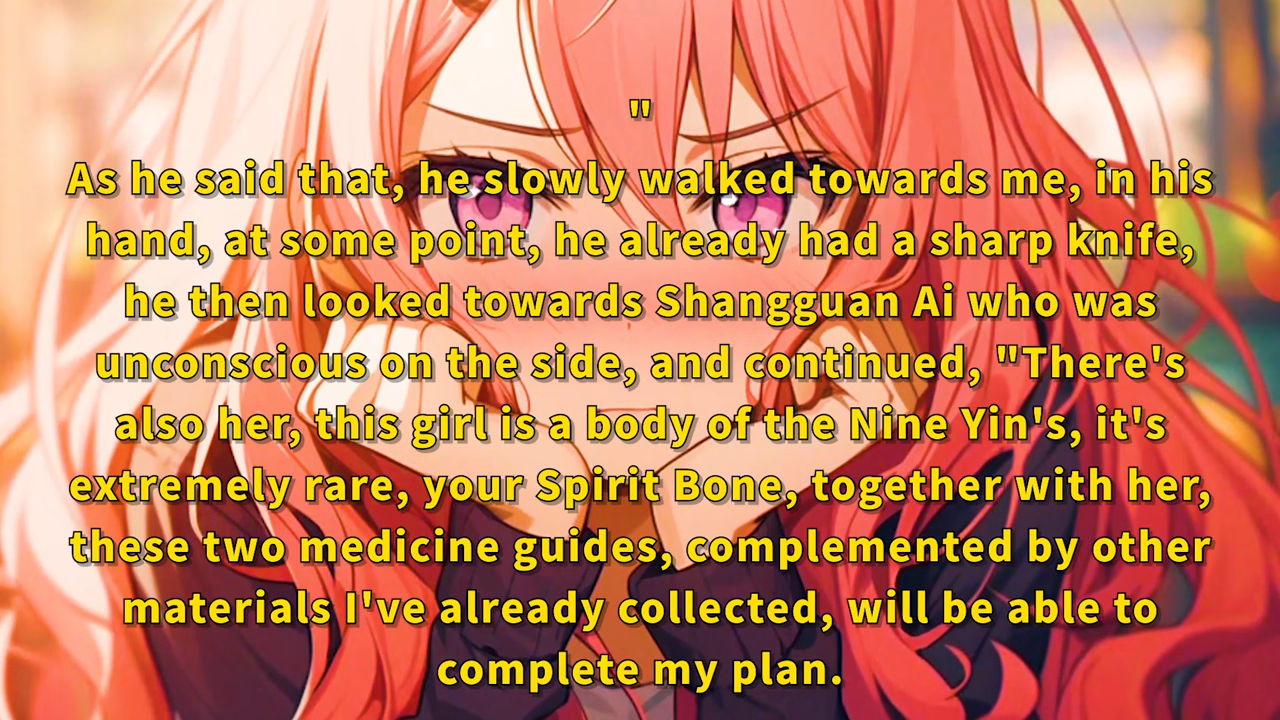 "
As he said that, he slowly walked towards me, in his
hand, at some point, he already had a sharp knife,
he then looked towards Shangguan Ai who was
unconscious on the side, and continued, "There's
also her, this girl is a body of the Nine Yin's, it's
extremely rare, your Spirit Bone, together with her,
these two medicine guides, complemented by other
materials I've already collected, will be able to
complete my plan.